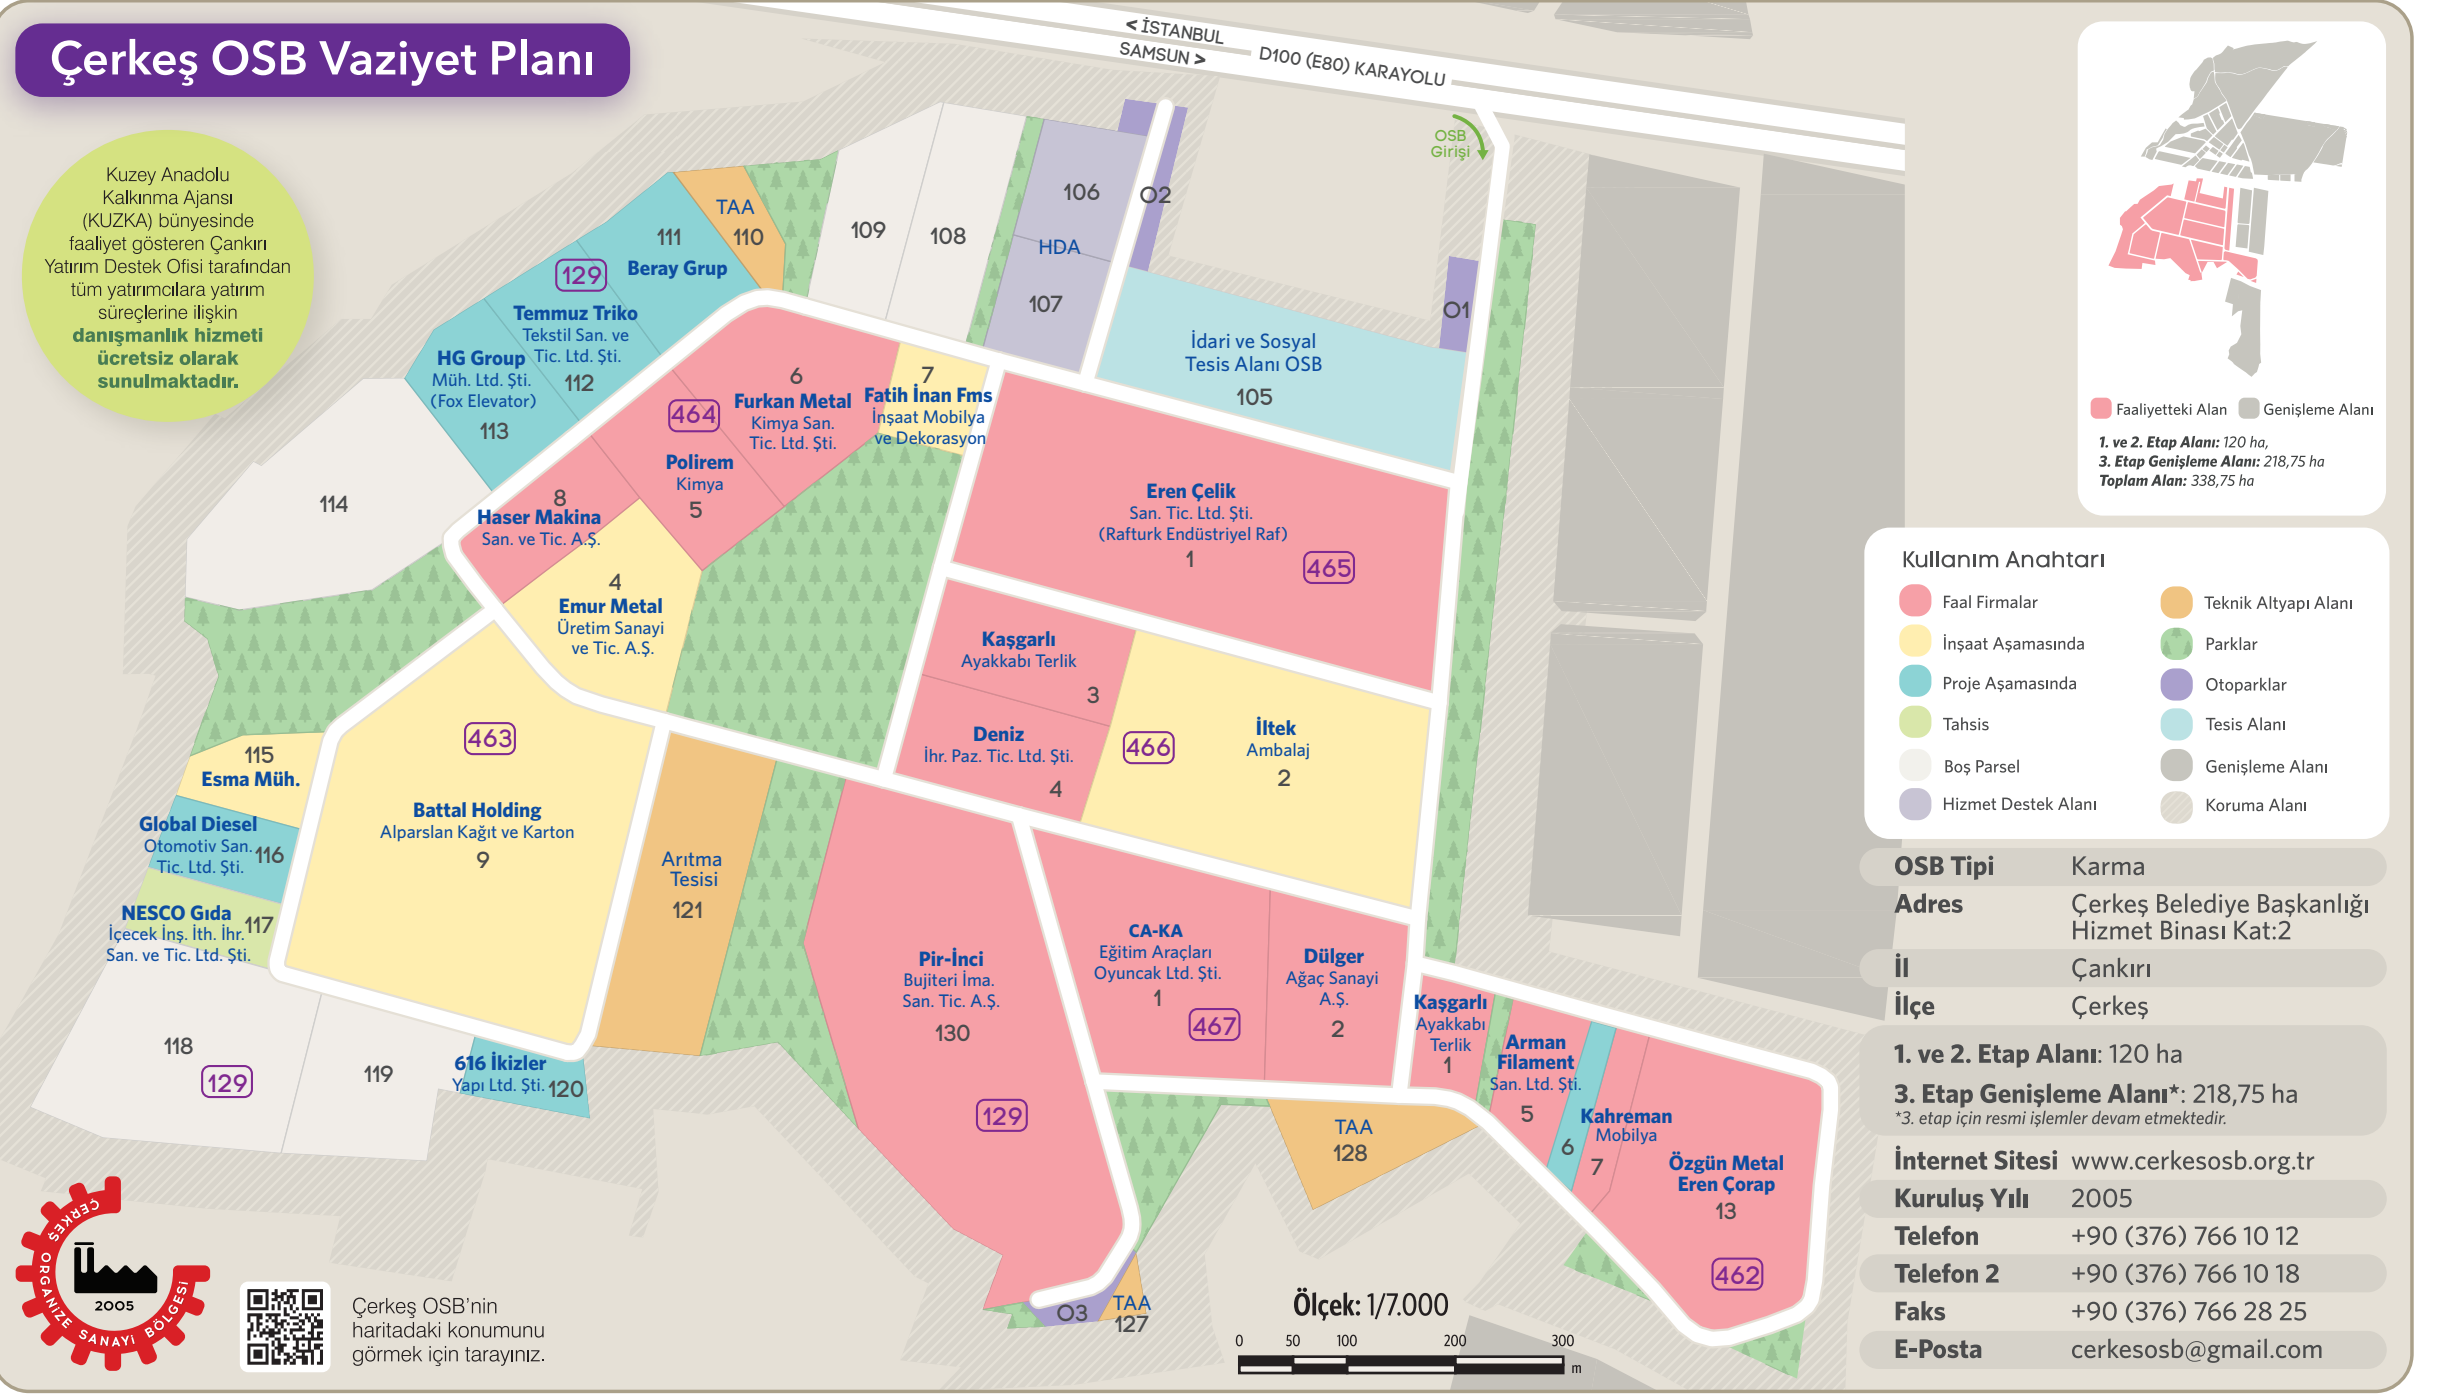 Çerkeş OSB Vaziyet Planı
Kuzey Anadolu
Kalkınma Ajansı
(KUZKA) bünyesinde
faaliyet gösteren Çankırı
Yatırım Destek Ofisi tarafından
tüm yatırımcılara yatırım
süreçlerine ilişkin
danışmanlık hizmeti
ücretsiz olarak
sunulmaktadır.
< İSTANBUL
SAMSUN >
D100 (E80) KARAYOLU
OSB
Girişi
TAA
110
111
Beray Grup
129
Temmuz Triko
Tekstil San. ve
Tic. Ltd. Şti.
112
HG Group
Müh. Ltd. Şti.
(Fox Elevator)
113
114
109
108
106
HDA
107
O2
O1
İdari ve Sosyal
Tesis Alanı OSB
105
6
Furkan Metal
Kimya San.
Tic. Ltd. Şti.
464
7
Fatih İnan Fms
İnşaat Mobilya
ve Dekorasyon
Polirem
Kimya
5
8
Haser Makina
San. ve Tic. A.Ş.
4
Emur Metal
Üretim Sanayi
ve Tic. A.Ş.
Eren Çelik
San. Tic. Ltd. Şti.
(Rafturk Endüstriyel Raf)
1
465
Kaşgarlı
Ayakkabı Terlik
3
Deniz
İhr. Paz. Tic. Ltd. Şti.
4
466
İltek
Ambalaj
2
463
Battal Holding
Alparslan Kağıt ve Karton
9
115
Esma Müh.
Global Diesel
Otomotiv San.
Tic. Ltd. Şti.
116
NESCO Gıda
İçecek İnş. İth. İhr.
San. ve Tic. Ltd. Şti.
117
118
129
119
616 İkizler
Yapı Ltd. Şti.
120
Arıtma
Tesisi
121
Pir-İnci
Bujiteri İma.
San. Tic. A.Ş.
130
129
CA-KA
Eğitim Araçları
Oyuncak Ltd. Şti.
1
467
Dülger
Ağaç Sanayi
A.Ş.
2
Kaşgarlı
Ayakkabı
Terlik
1
Arman
Filament
San. Ltd. Şti.
5
6
Kahreman
Mobilya
7
Özgün Metal
Eren Çorap
13
462
TAA
128
O3
TAA
127
Ölçek: 1/7.000
0 50 100 200 300
m
ÇERKEŞ ORGANİZE SANAYİ BÖLGESİ
2005
Çerkeş OSB'nin
haritadaki konumunu
görmek için tarayınız.
Faaliyetteki Alan
Genişleme Alanı
1. ve 2. Etap Alanı: 120 ha,
3. Etap Genişleme Alanı: 218,75 ha
Toplam Alan: 338,75 ha
Kullanım Anahtarı
Faal Firmalar
İnşaat Aşamasında
Proje Aşamasında
Tahsis
Boş Parsel
Hizmet Destek Alanı
Teknik Altyapı Alanı
Parklar
Otoparklar
Tesis Alanı
Genişleme Alanı
Koruma Alanı
OSB Tipi Karma
Adres Çerkeş Belediye Başkanlığı
Hizmet Binası Kat:2
İl Çankırı
İlçe Çerkeş
1. ve 2. Etap Alanı: 120 ha
3. Etap Genişleme Alanı*: 218,75 ha
*3. etap için resmi işlemler devam etmektedir.
İnternet Sitesi www.cerkesosb.org.tr
Kuruluş Yılı 2005
Telefon +90 (376) 766 10 12
Telefon 2 +90 (376) 766 10 18
Faks +90 (376) 766 28 25
E-Posta cerkesosb@gmail.com